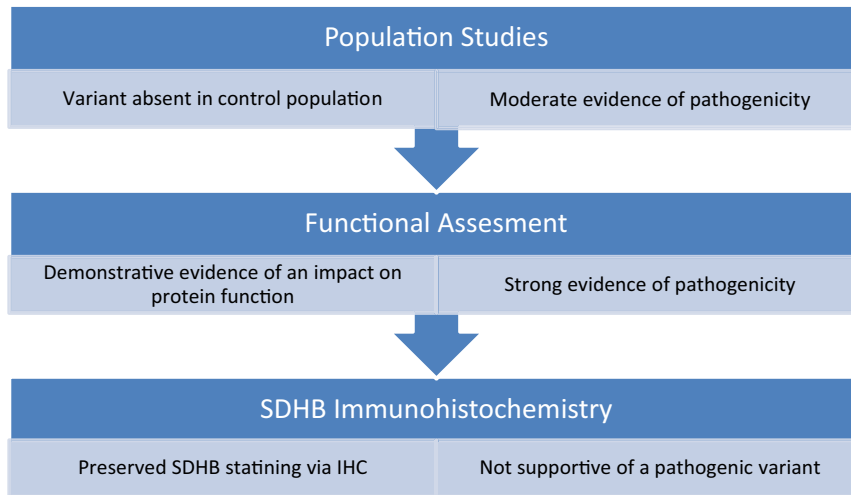 Population Studies
Variant absent in control population
Moderate evidence of pathogenicity
Functional Assesment
Demonstrative evidence of an impact on
protein function
Strong evidence of pathogenicity
SDHB Immunohistochemistry
Preserved SDHB statining via IHC
Not supportive of a pathogenic variant